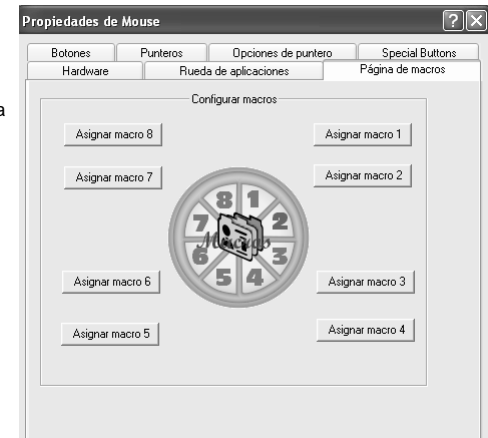 Propiedades de Mouse
Botones Punteros Opciones de puntero Special Buttons
Hardware Rueda de aplicaciones Página de macros
a
Configurar macros
Asignar macro 8 Asignar macro 1
Asignar macro 7 Asignar macro 2
8 1
7 2
6 3
5 4
Asignar macro 6 Asignar macro 3
Asignar macro 5 Asignar macro 4